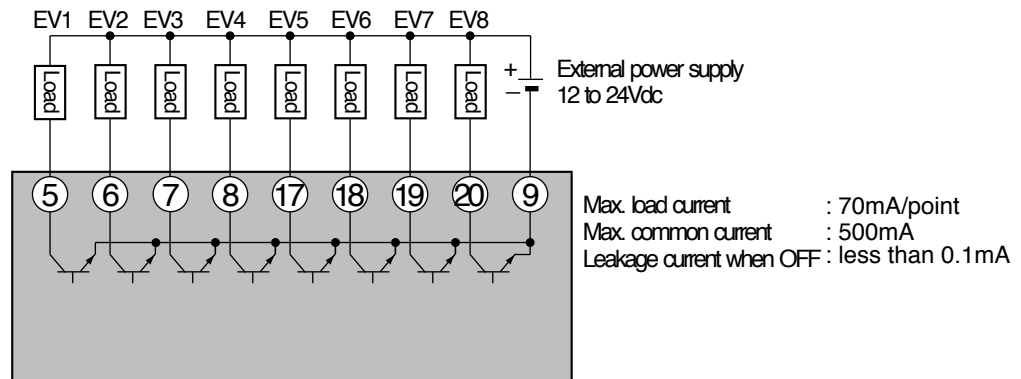 EV1 EV2 EV3 EV4 EV5 EV6 EV7 EV8
Load Load Load Load Load Load Load Load
+
−
External power supply
12 to 24Vdc
5 6 7 8 17 18 19 20 9
Max. load current : 70mA/point
Max. common current : 500mA
Leakage current when OFF : less than 0.1mA